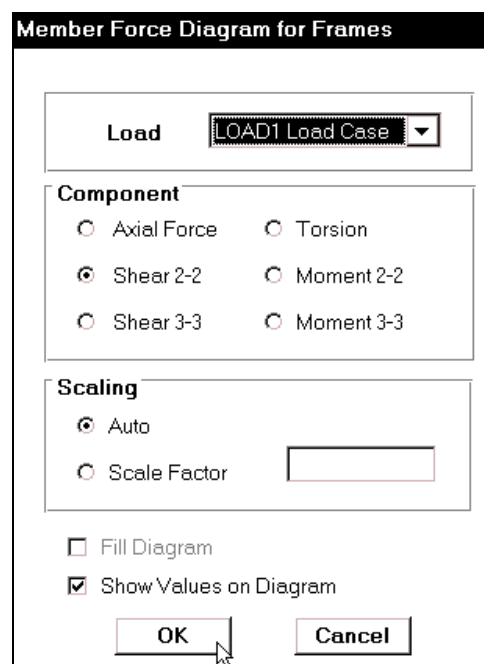 Member Force Diagram for Frames
Load LOAD1 Load Case
Component
Axial Force Torsion
Shear 2-2 Moment 2-2
Shear 3-3 Moment 3-3
Scaling
Auto
Scale Factor
Fill Diagram
Show Values on Diagram
OK Cancel